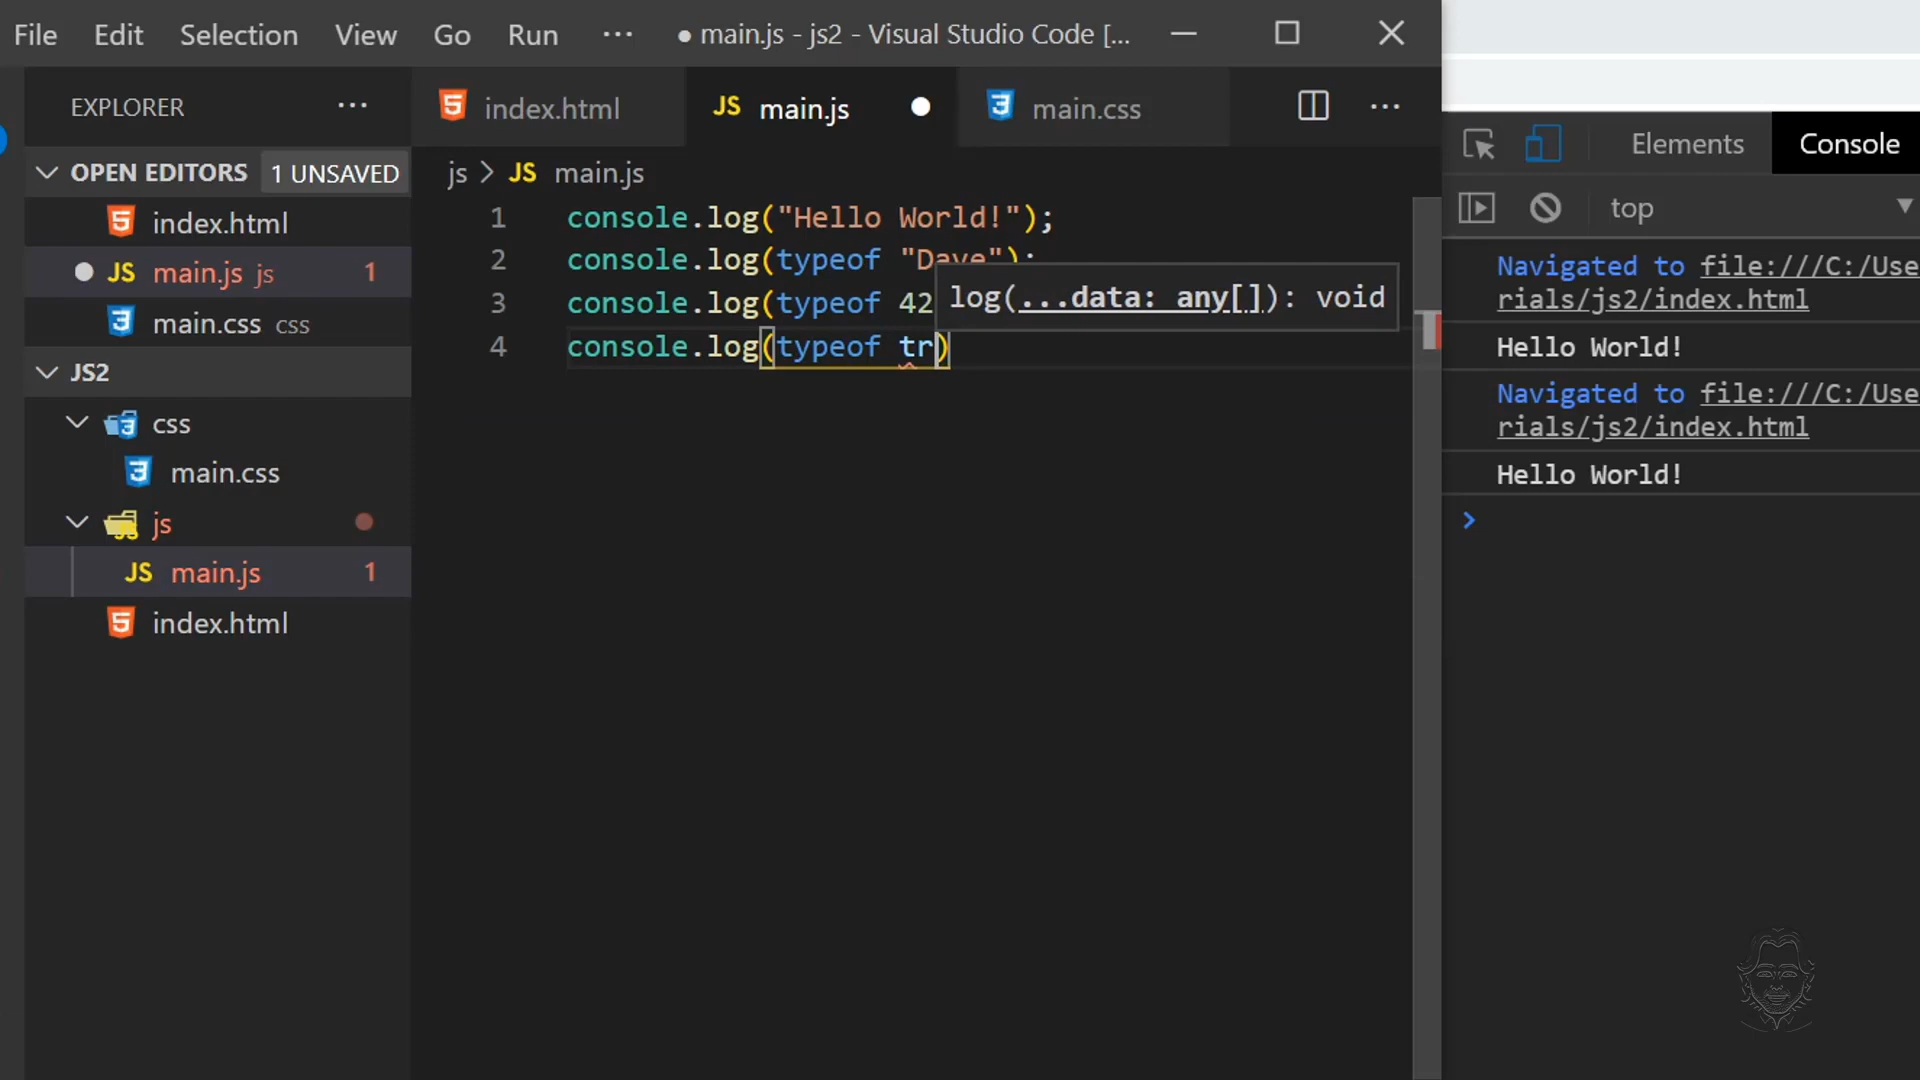 File Edit Selection View Go Run ··· ● main.js - js2 - Visual Studio Code [...
EXPLORER ···
OPEN EDITORS 1 UNSAVED
index.html
JS main.js js 1
main.css css
JS2
css
main.css
js
JS main.js 1
index.html
index.html JS main.js ● main.css ···
js > JS main.js
1 console.log("Hello World!");
2 console.log(typeof "Dave");
3 console.log(typeof 42
log(...data: any[]): void
4 console.log(typeof tr)
Elements Console
top
Navigated to file:///C:/Use
rials/js2/index.html
Hello World!
Navigated to file:///C:/Use
rials/js2/index.html
Hello World!
>